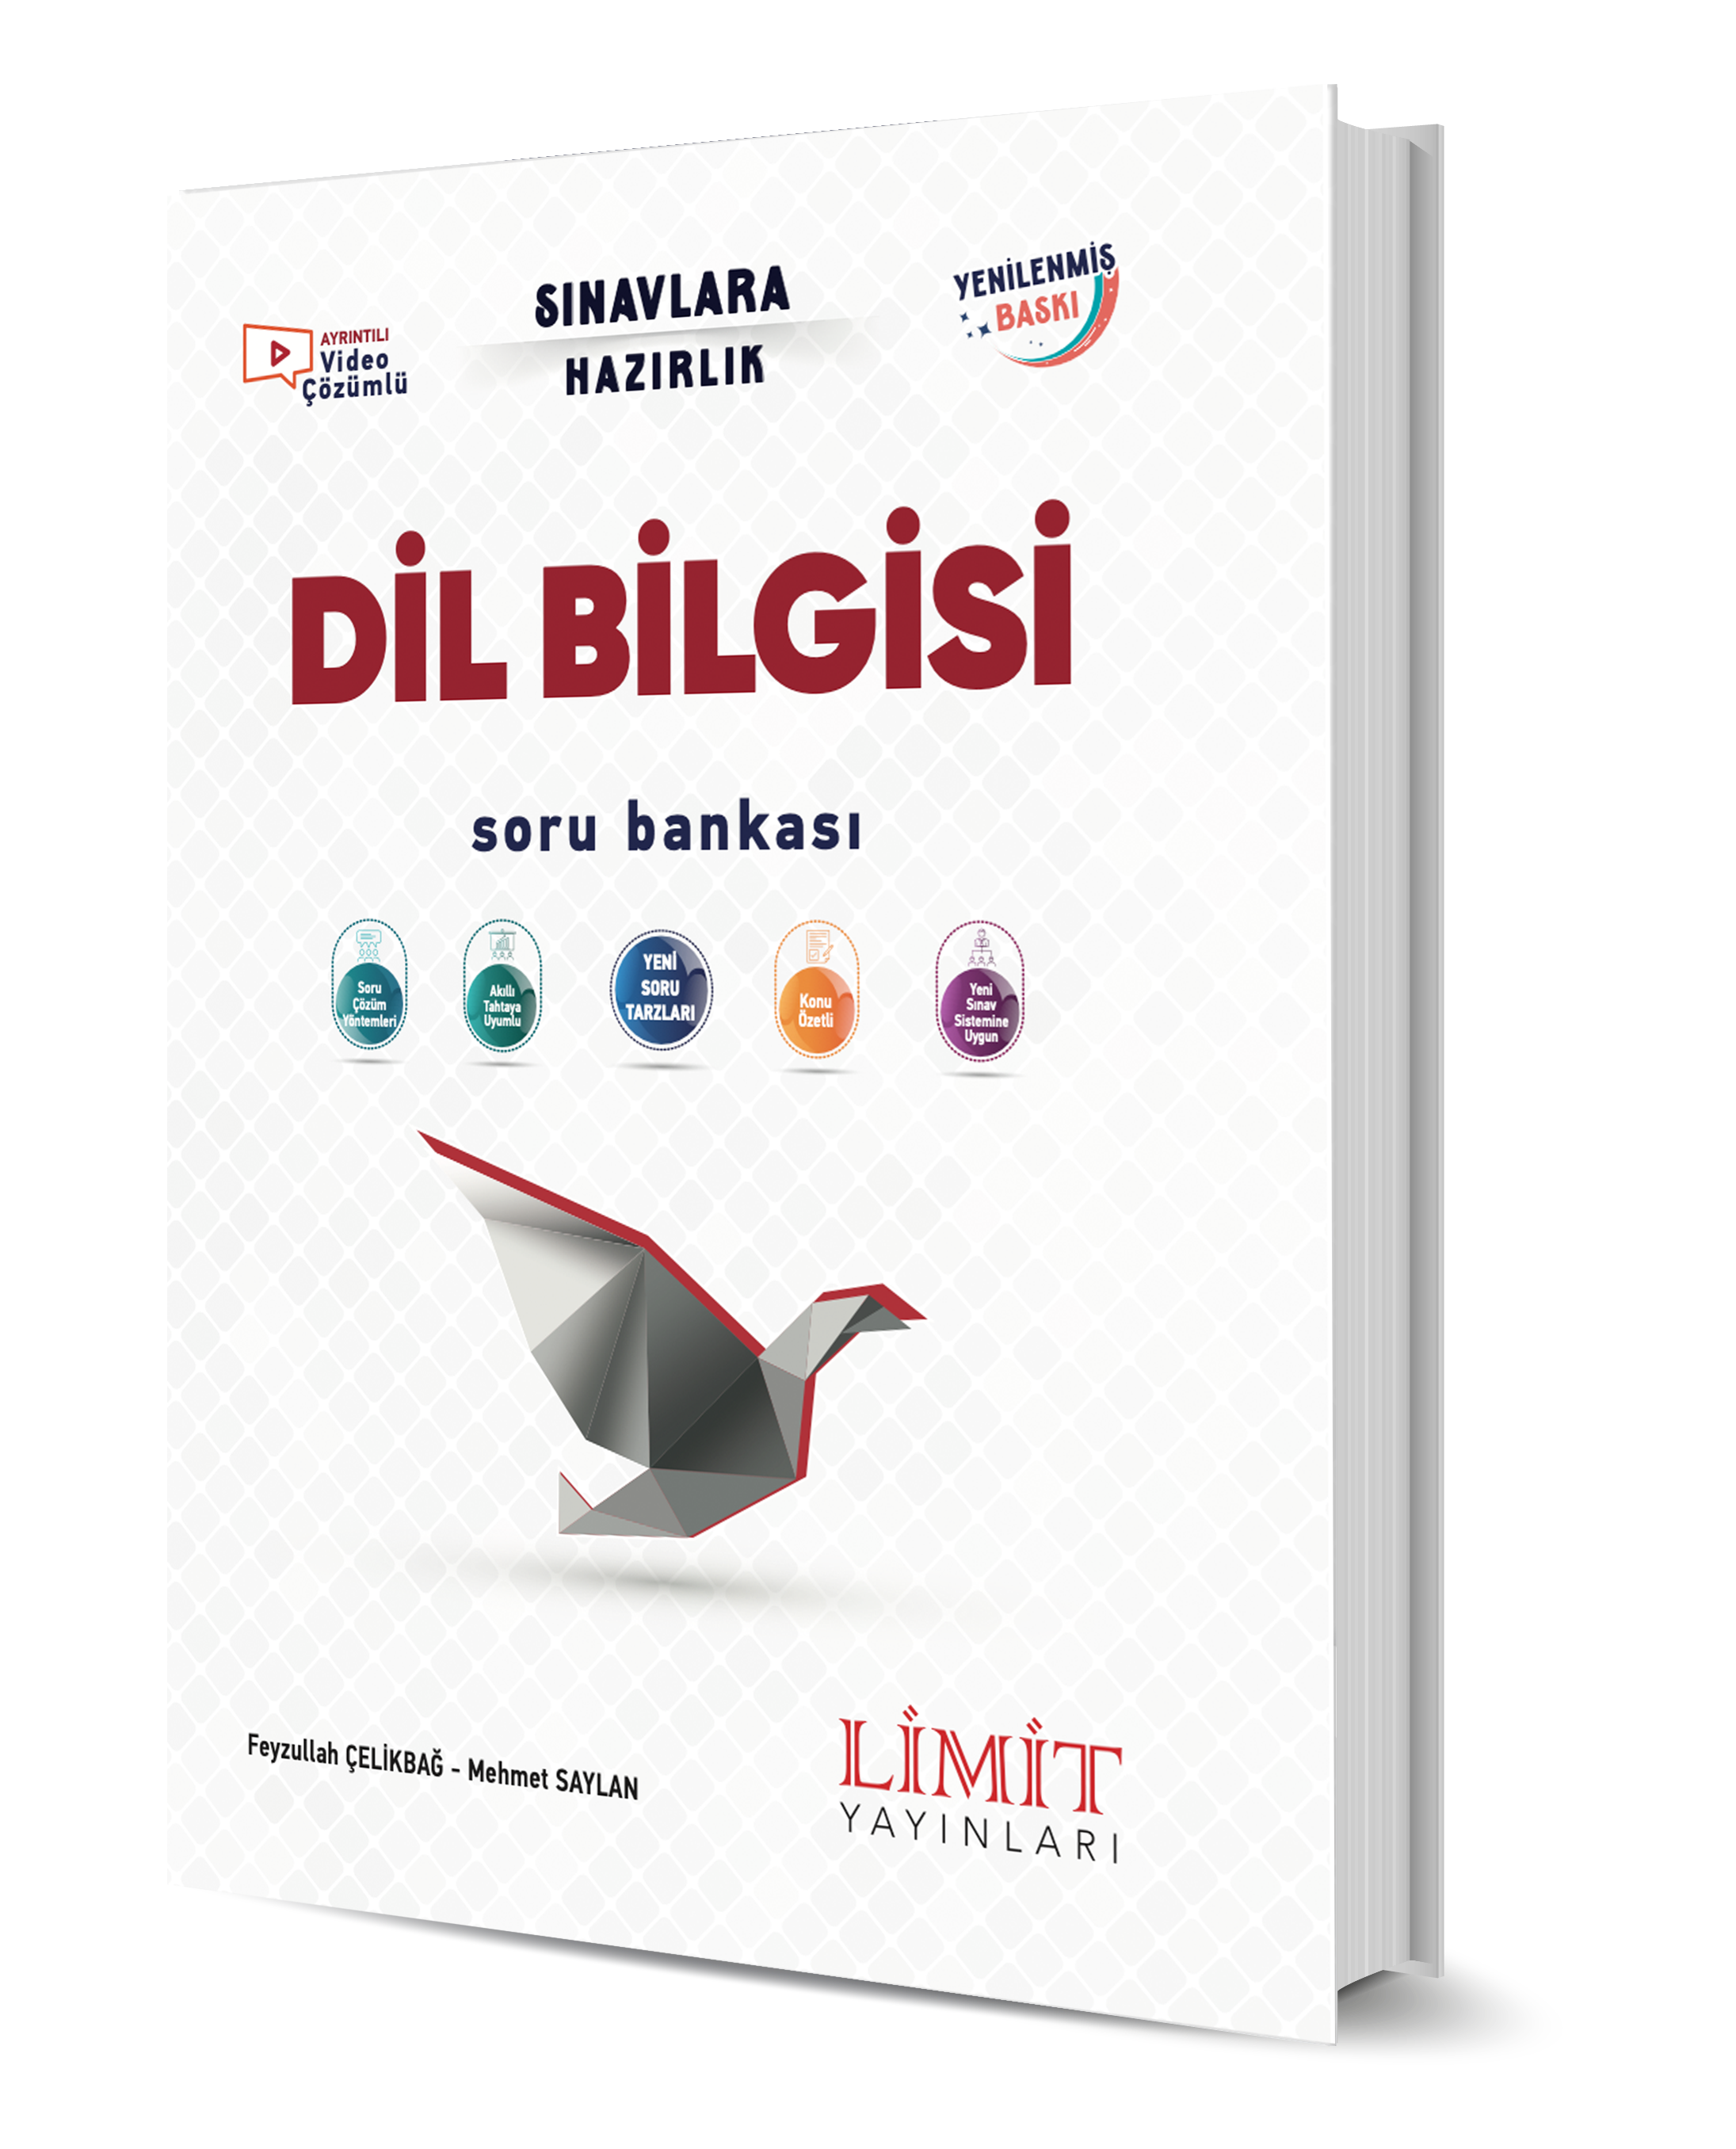 SINAVLARA
HAZIRLIK
AYRINTILI
Video
Çözümlü
YENİLENMİŞ
BASKI
DİL BİLGİSİ
soru bankası
Soru
Çözüm
Yöntemleri
Akıllı
Tahtaya
Uyumlu
YENİ
SORU
TARZLARI
Konu
Özetli
Yeni
Sınav
Sistemine
Uygun
Feyzullah ÇELİKBAĞ - Mehmet SAYLAN
LİMİT
YAYINLARI